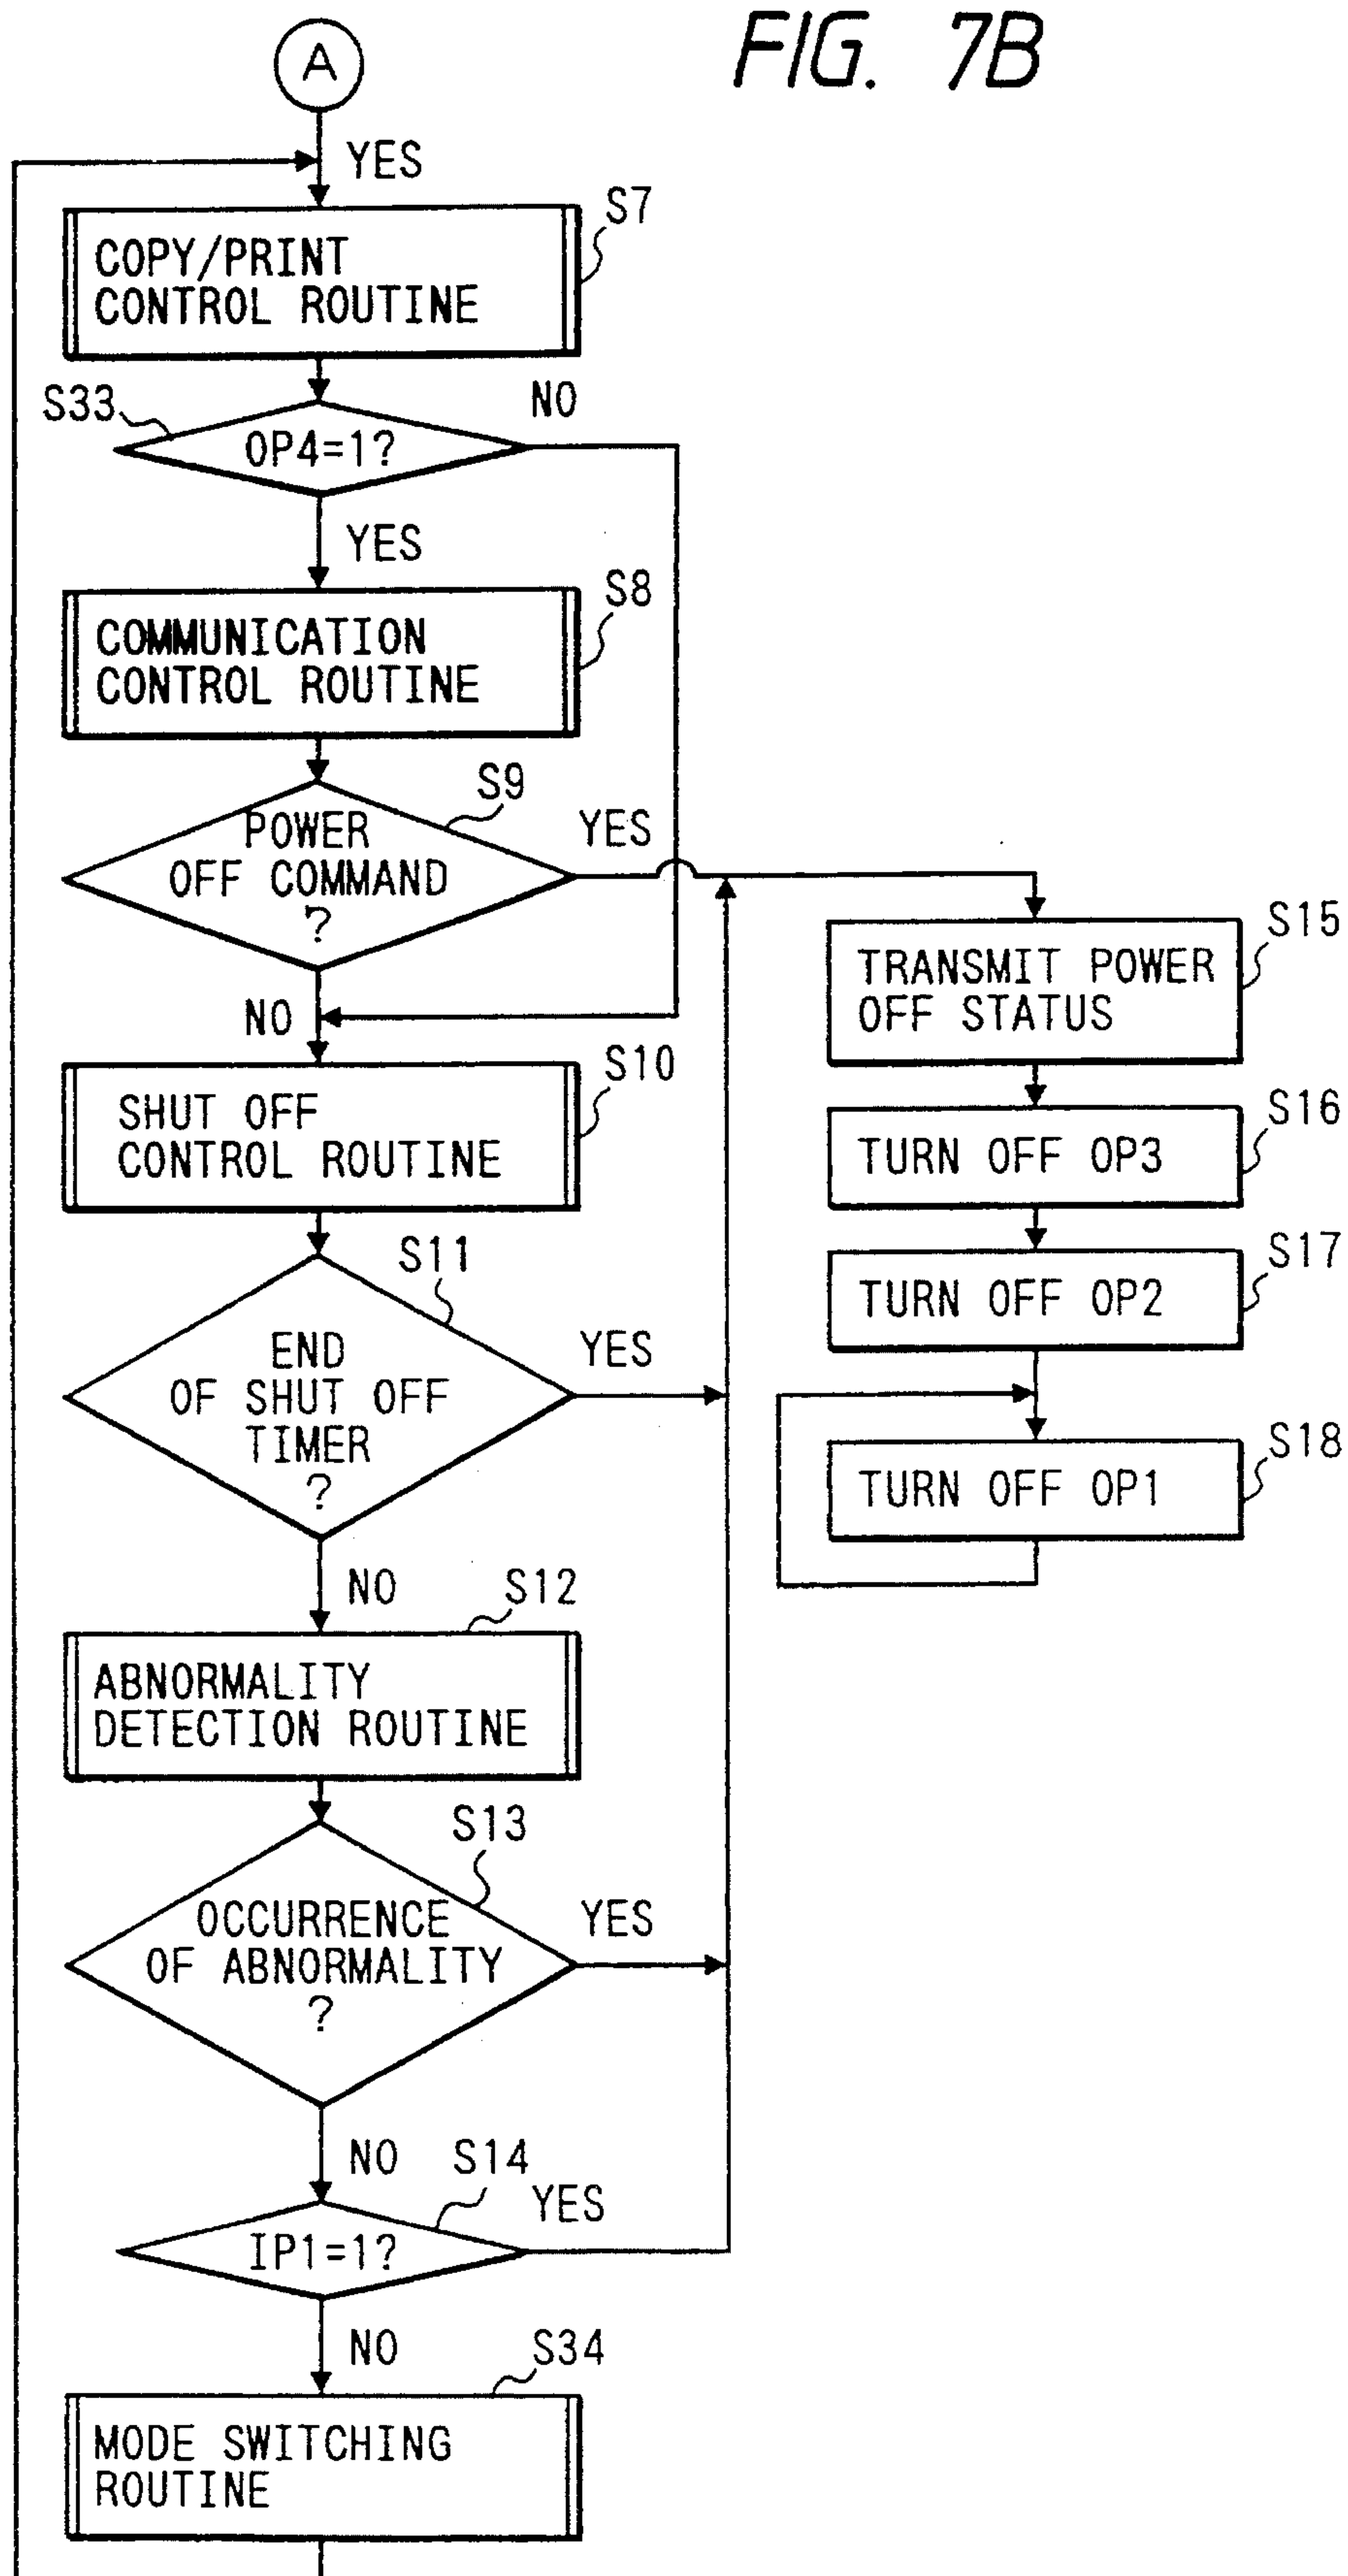 FIG. 7B
A
YES
S7
COPY/PRINT
CONTROL ROUTINE
S33
NO
OP4=1?
YES
S8
COMMUNICATION
CONTROL ROUTINE
S9
POWER
OFF COMMAND
?
YES
NO
S10
SHUT OFF
CONTROL ROUTINE
S11
END
OF SHUT OFF
TIMER
?
YES
NO
S12
ABNORMALITY
DETECTION ROUTINE
S13
OCCURRENCE
OF ABNORMALITY
?
YES
NO
S14
YES
IP1=1?
NO
S34
MODE SWITCHING
ROUTINE
S15
TRANSMIT POWER
OFF STATUS
S16
TURN OFF OP3
S17
TURN OFF OP2
S18
TURN OFF OP1